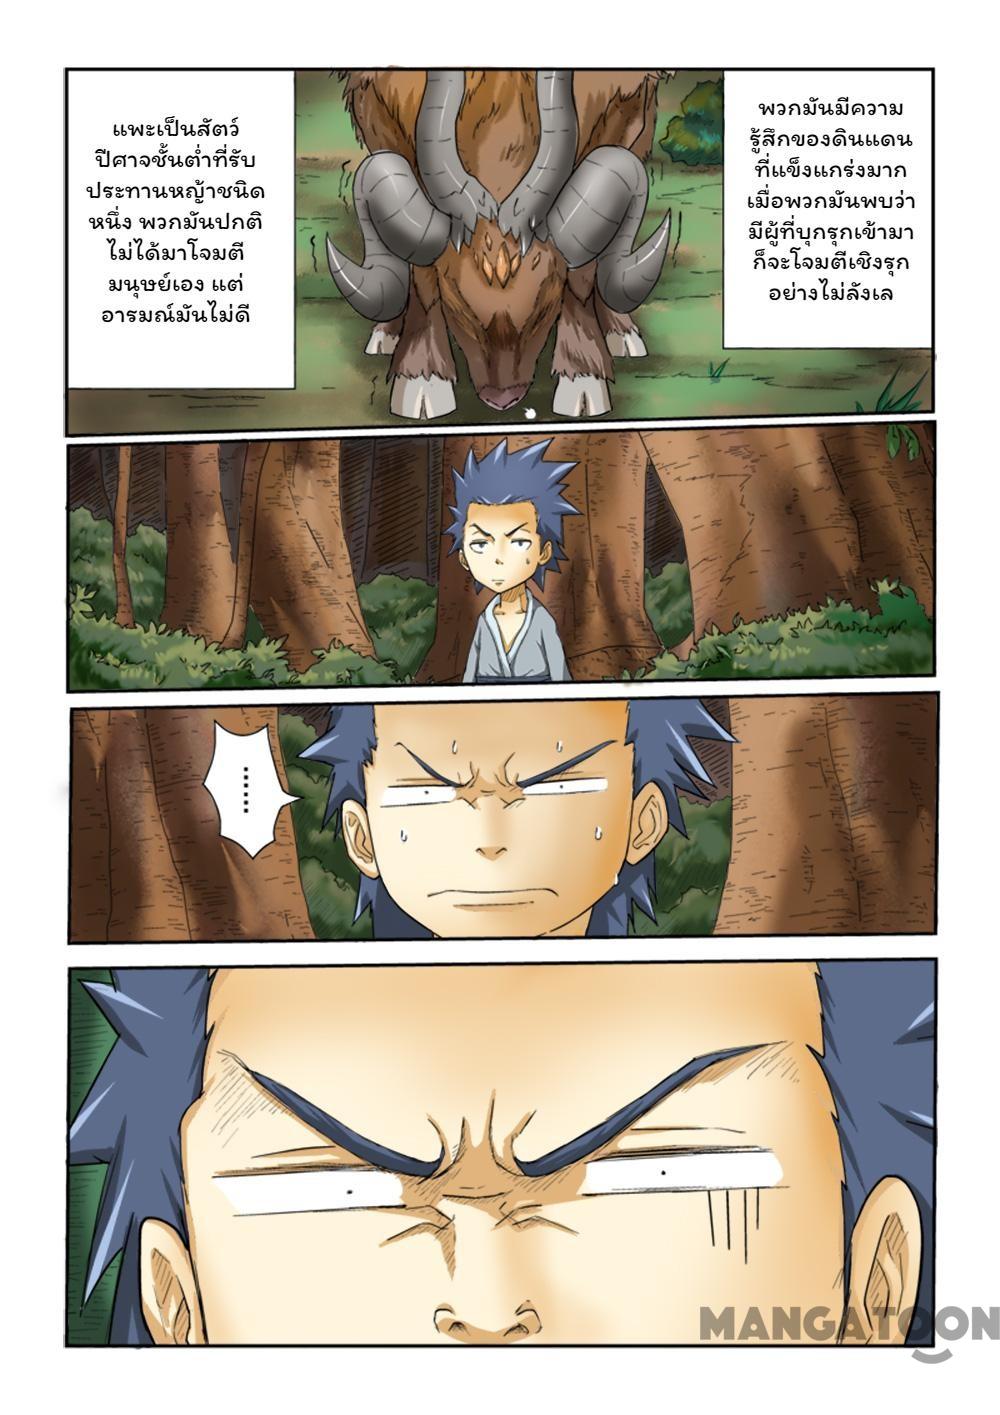 แพะเป็นสัตว์
ปีศาจชั้นต่ำที่รับ
ประทานหญ้าชนิด
หนึ่ง พวกมันปกติ
ไม่ได้มาโจมตี
มนุษย์เอง แต่
อารมณ์มันไม่ดี
พวกมันมีความ
รู้สึกของดินแดน
ที่แข็งแกร่งมาก
เมื่อพวกมันพบว่า
มีผู้ที่บุกรุกเข้ามา
ก็จะโจมตีเชิงรุก
อย่างไม่ลังเล
......
MANGATOON